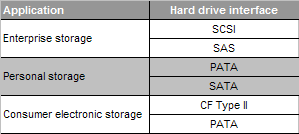 Application Hard drive interface
Enterprise storage SCSI
SAS
Personal storage PATA
SATA
Consumer electronic storage CF Type II
PATA